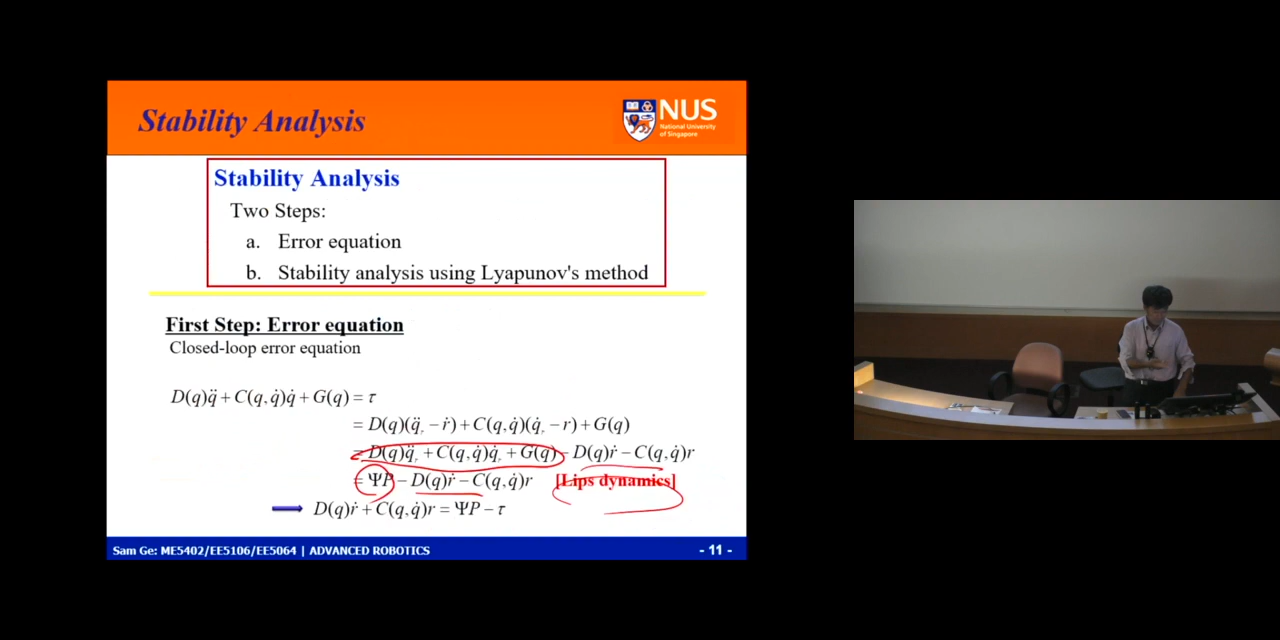 Stability Analysis
NUS
National University
of Singapore
Stability Analysis
Two Steps:
a. Error equation
b. Stability analysis using Lyapunov's method
First Step: Error equation
Closed-loop error equation
D(q)q̈ + C(q, q̇)q̇ + G(q) = τ
= D(q)(q̈ᵣ − ṙ) + C(q, q̇)(q̇ᵣ − r) + G(q)
= D(q)q̈ᵣ + C(q, q̇)q̇ᵣ + G(q) − D(q)ṙ − C(q, q̇)r
= ΨP − D(q)ṙ − C(q, q̇)r [Lips dynamics]
D(q)ṙ + C(q, q̇)r = ΨP − τ
Sam Ge: ME5402/EE5106/EE5064 | ADVANCED ROBOTICS - 11 -